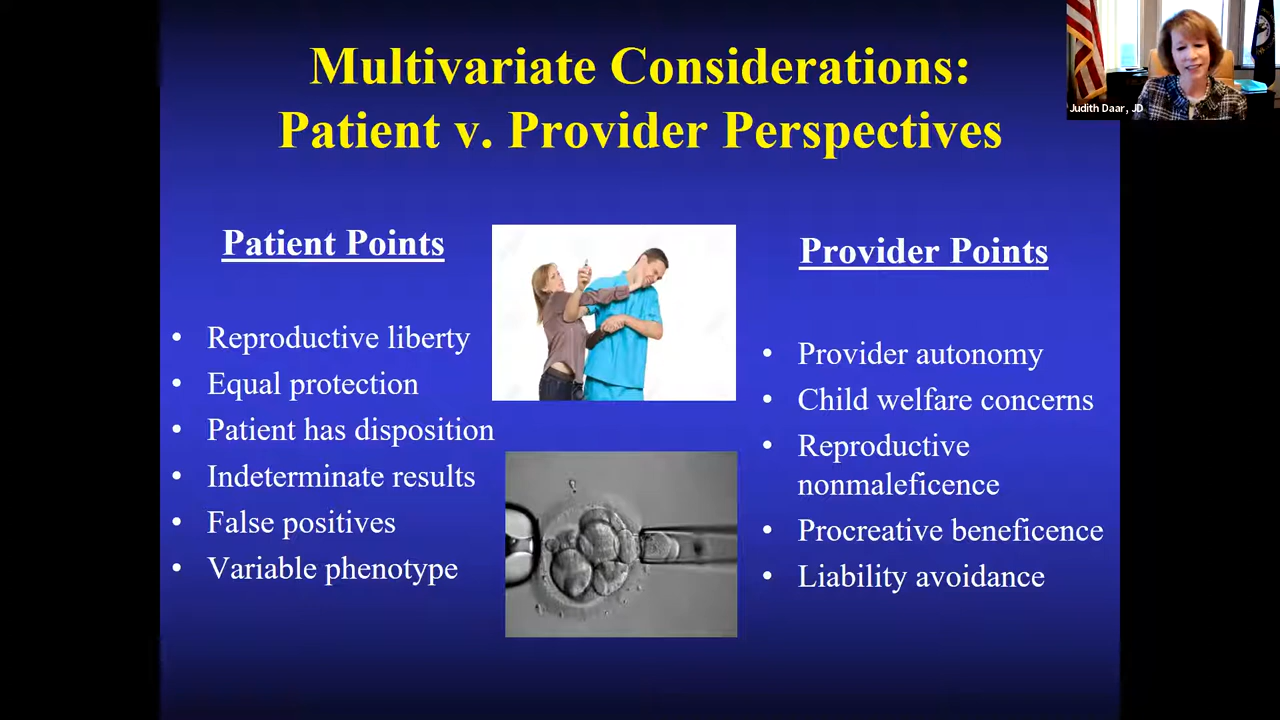 Multivariate Considerations:
Patient v. Provider Perspectives
Judith Daar, JD
Patient Points
• Reproductive liberty
• Equal protection
• Patient has disposition
• Indeterminate results
• False positives
• Variable phenotype
Provider Points
• Provider autonomy
• Child welfare concerns
• Reproductive
nonmaleficence
• Procreative beneficence
• Liability avoidance